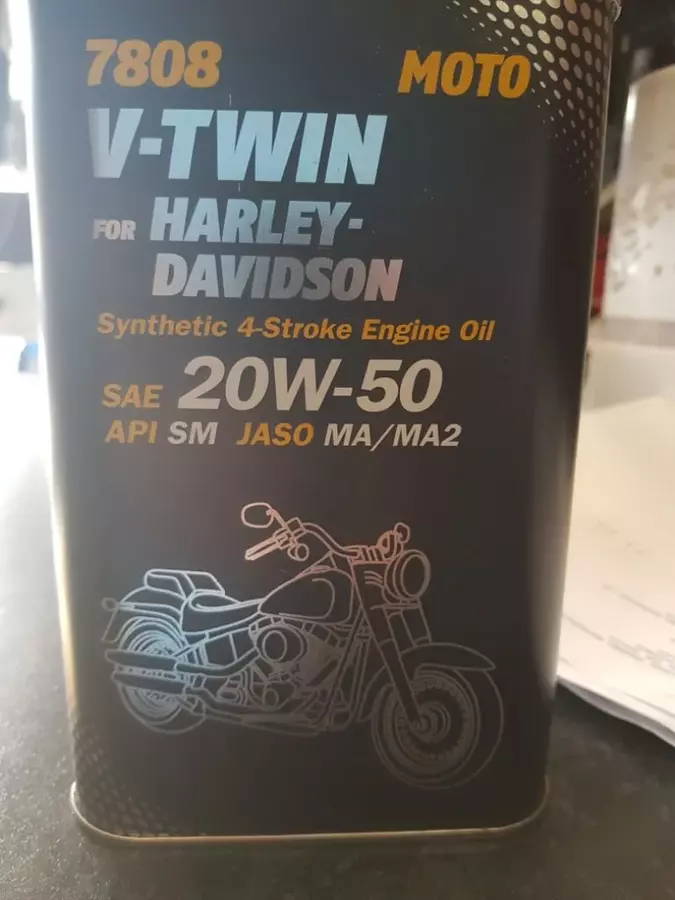 7808 MOTO
V-TWIN
FOR HARLEY-
DAVIDSON
Synthetic 4-Stroke Engine Oil
SAE 20W-50
API SM JASO MA/MA2